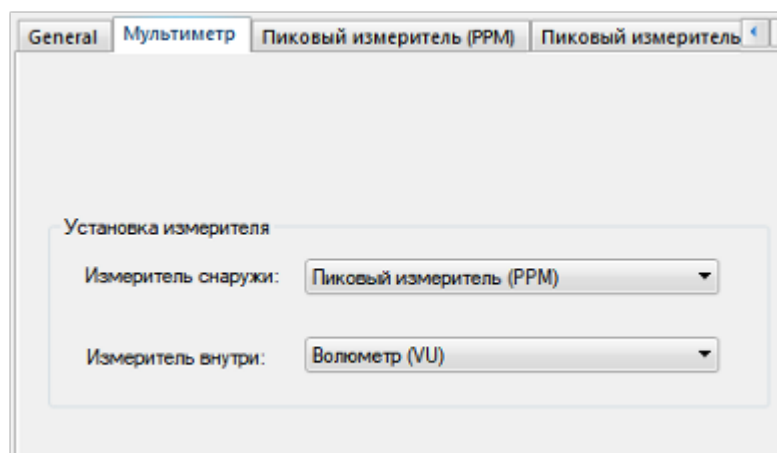 General Мультиметр Пиковый измеритель (PPM) Пиковый измеритель
Установка измерителя
Измеритель снаружи: Пиковый измеритель (PPM)
Измеритель внутри: Волюметр (VU)